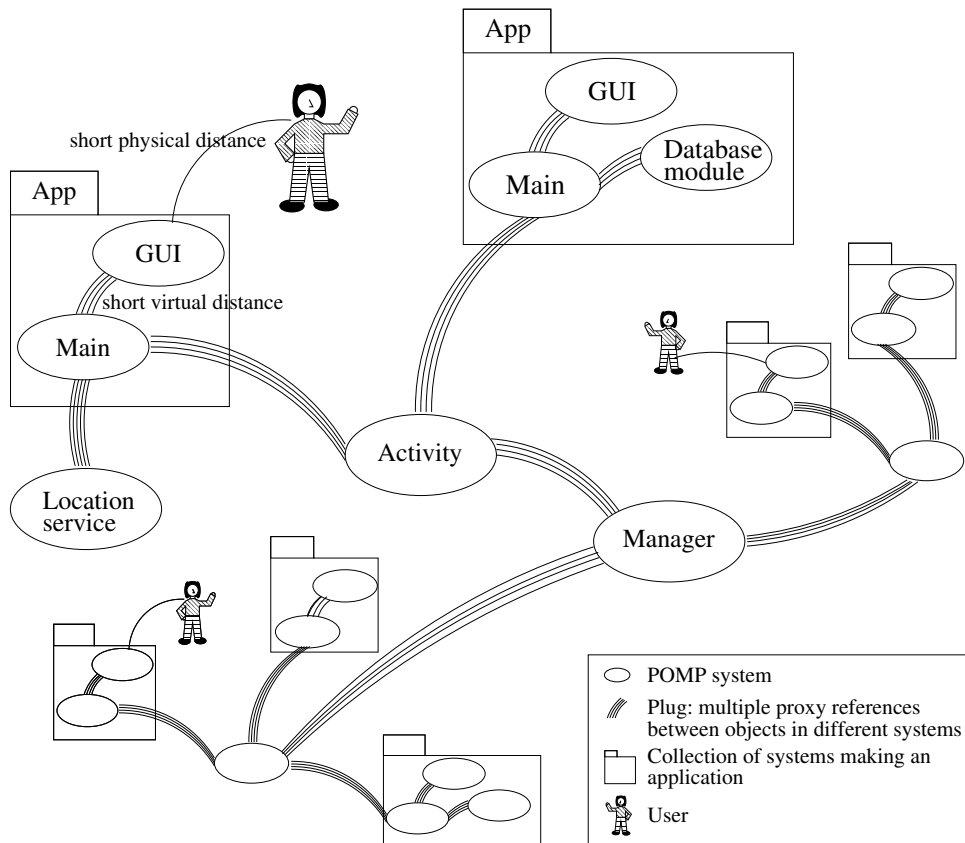 App
GUI
short physical distance
Database
module
Main
App
GUI
short virtual distance
Main
Activity
Location
service
Manager
POMP system
Plug: multiple proxy references
between objects in different systems
Collection of systems making an
application
User